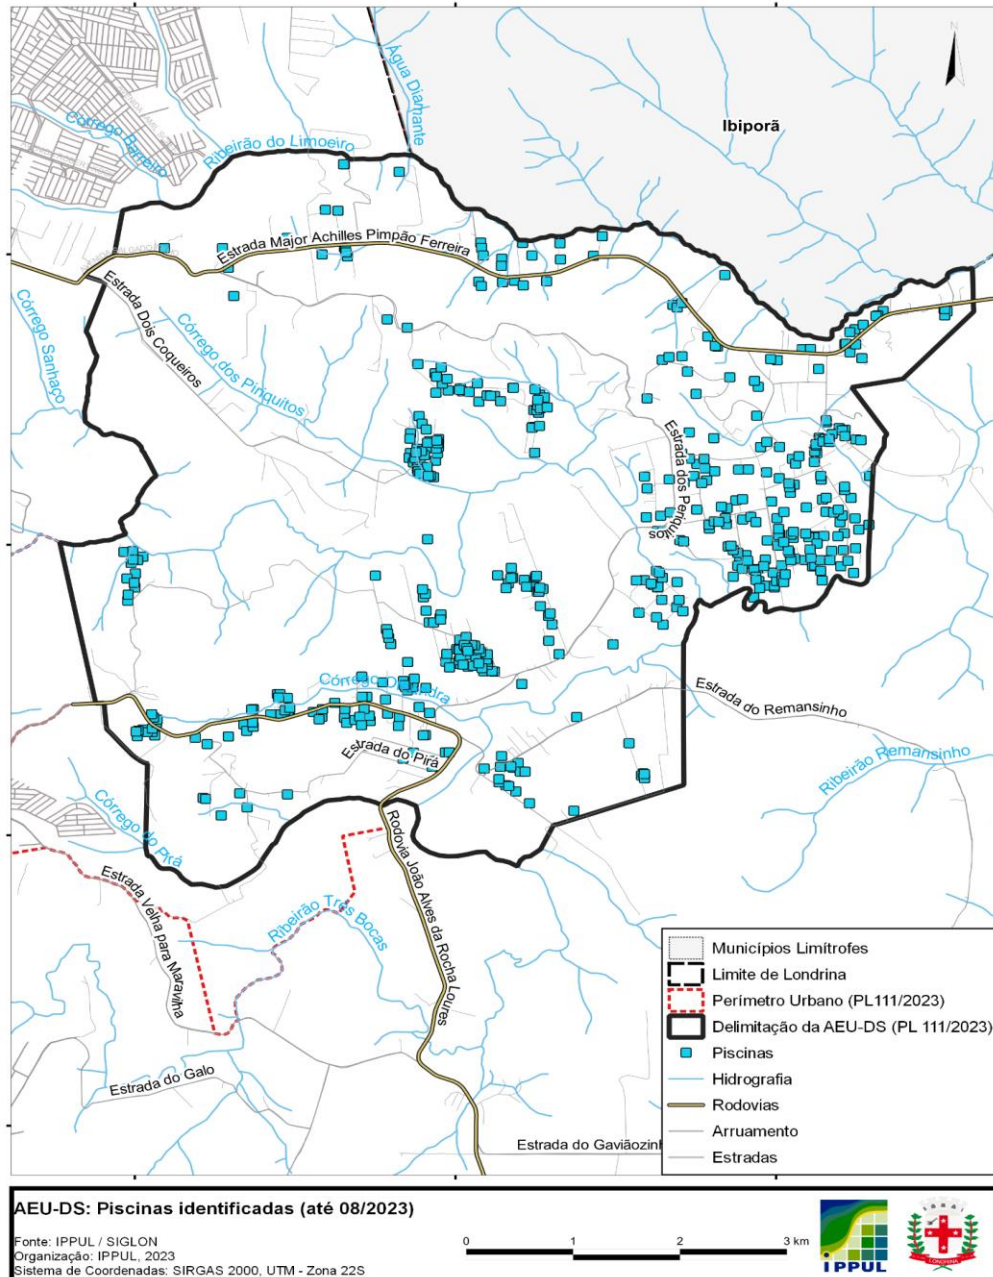 Água Diamante
Ibiporã
N
Córrego Barreiro
Ribeirão do Limoeiro
Estrada Major Achilles Pimpão Ferreira
Estrada Dois Coqueiros
Córrego dos Piriquitos
Córrego Sanhaço
Estrada dos Periquitos
Córrego
ndra
Estrada do Pirá
Estrada do Remansinho
Ribeirão Remansinho
Córrego do Pirá
Rodovia João Alves da Rocha Loures
Estrada Velha para Maravilha
Ribeirão Três Bocas
Estrada do Galo
Estrada do Gaviãozinh
Municípios Limítrofes
Limite de Londrina
Perímetro Urbano (PL111/2023)
Delimitação da AEU-DS (PL 111/2023)
Piscinas
Hidrografia
Rodovias
Arruamento
Estradas
AEU-DS: Piscinas identificadas (até 08/2023)
Fonte: IPPUL / SIGLON
Organização: IPPUL, 2023
Sistema de Coordenadas: SIRGAS 2000, UTM - Zona 22S
0 1 2 3 km
IPPUL
LONDRINA